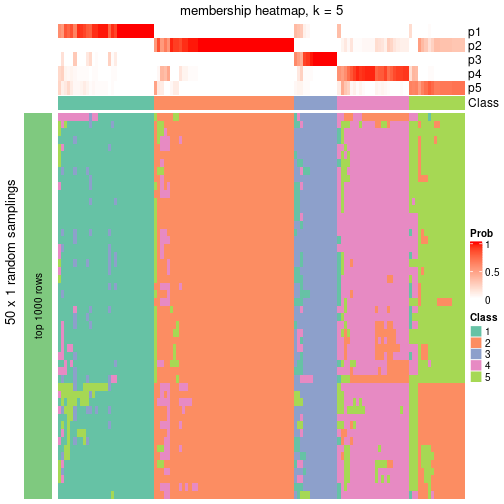 membership heatmap, k = 5
p1
p2
p3
p4
p5
Class
50 x 1 random samplings
top 1000 rows
Prob
1
0.5
0
Class
1
2
3
4
5